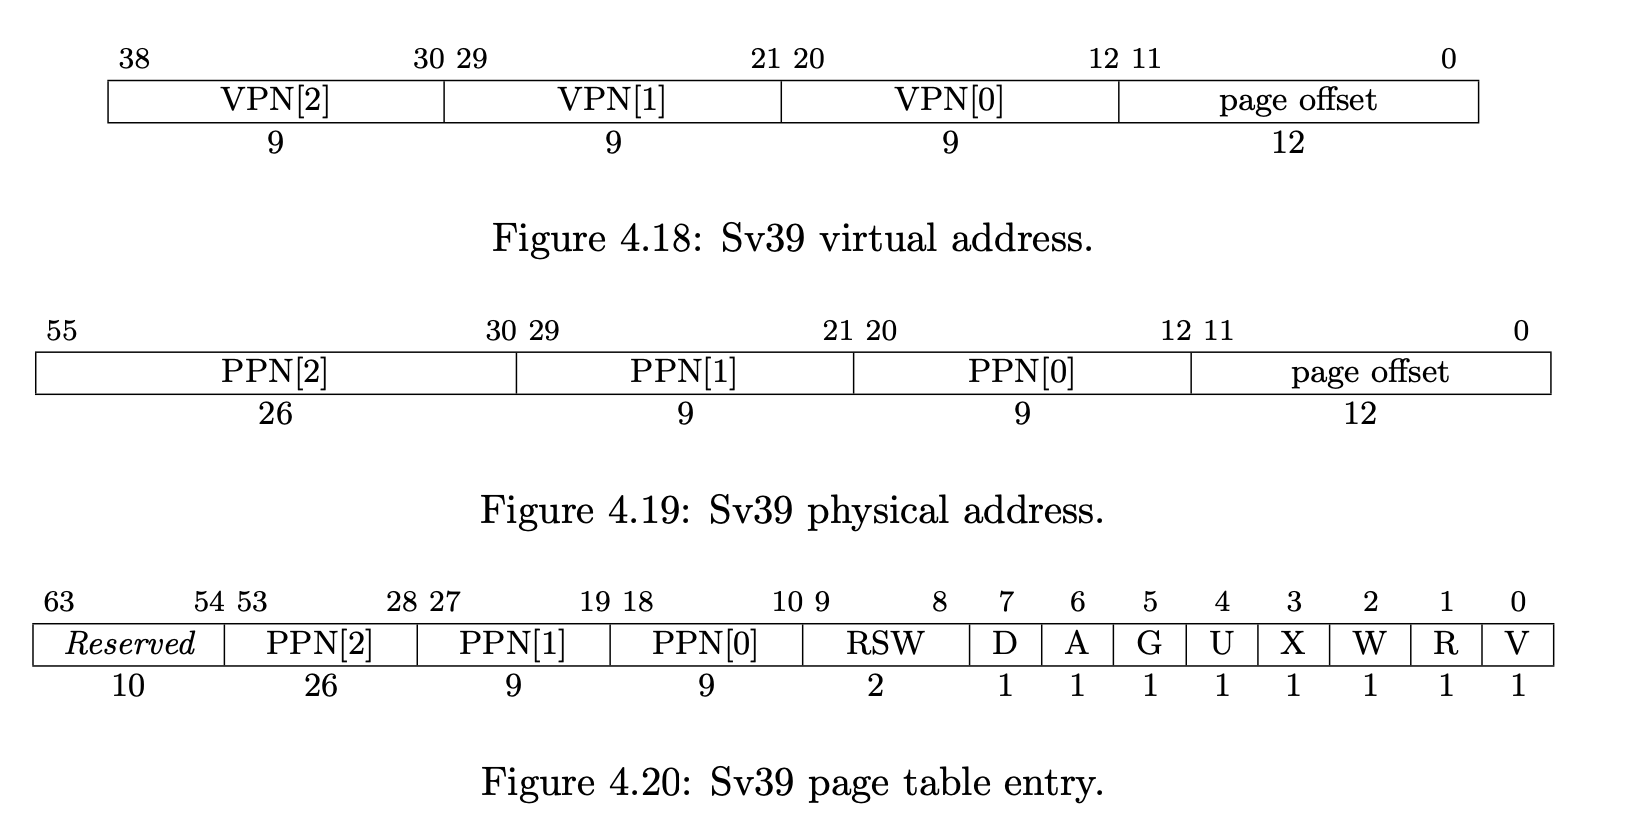 38 30 29 21 20 12 11 0
VPN[2] VPN[1] VPN[0] page offset
9 9 9 12
Figure 4.18: Sv39 virtual address.
55 30 29 21 20 12 11 0
PPN[2] PPN[1] PPN[0] page offset
26 9 9 12
Figure 4.19: Sv39 physical address.
63 54 53 28 27 19 18 10 9 8 7 6 5 4 3 2 1 0
Reserved PPN[2] PPN[1] PPN[0] RSW D A G U X W R V
10 26 9 9 2 1 1 1 1 1 1 1 1
Figure 4.20: Sv39 page table entry.